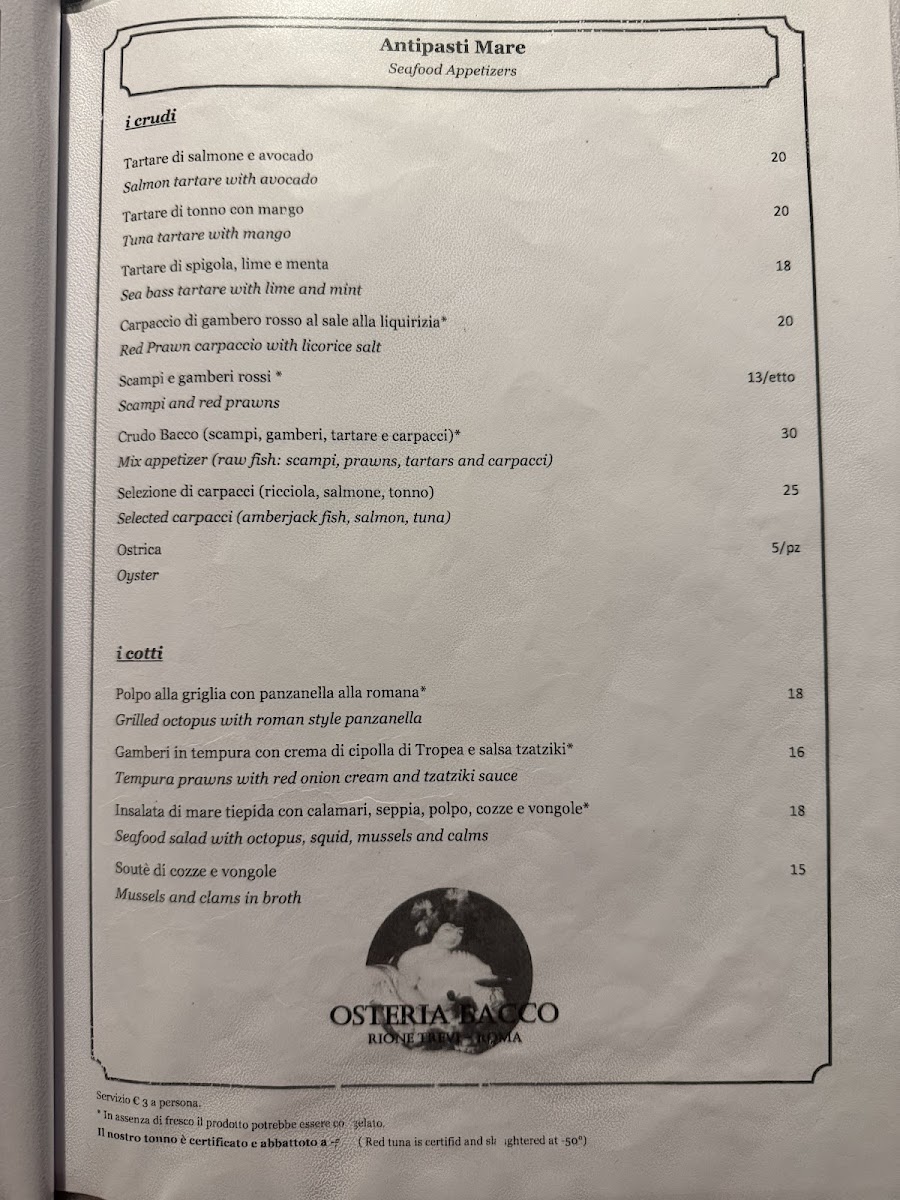 Antipasti Mare
Seafood Appetizers
i crudi
Tartare di salmone e avocado 20
Salmon tartare with avocado
Tartare di tonno con mango 20
Tuna tartare with mango
Tartare di spigola, lime e menta 18
Sea bass tartare with lime and mint
Carpaccio di gambero rosso al sale alla liquirizia* 20
Red Prawn carpaccio with licorice salt
Scampi e gamberi rossi * 13/etto
Scampi and red prawns
Crudo Bacco (scampi, gamberi, tartare e carpacci)* 30
Mix appetizer (raw fish: scampi, prawns, tartars and carpacci)
Selezione di carpacci (ricciola, salmone, tonno) 25
Selected carpacci (amberjack fish, salmon, tuna)
Ostrica 5/pz
Oyster
i cotti
Polpo alla griglia con panzanella alla romana* 18
Grilled octopus with roman style panzanella
Gamberi in tempura con crema di cipolla di Tropea e salsa tzatziki* 16
Tempura prawns with red onion cream and tzatziki sauce
Insalata di mare tiepida con calamari, seppia, polpo, cozze e vongole* 18
Seafood salad with octopus, squid, mussels and calms
Soutè di cozze e vongole 15
Mussels and clams in broth
OSTERIA BACCO
RIONE TREVI - ROMA
Servizio € 3 a persona.
* In assenza di fresco il prodotto potrebbe essere
Il nostro tonno è certificato e abbattoto a ( Red tuna is certifid and at -50°)